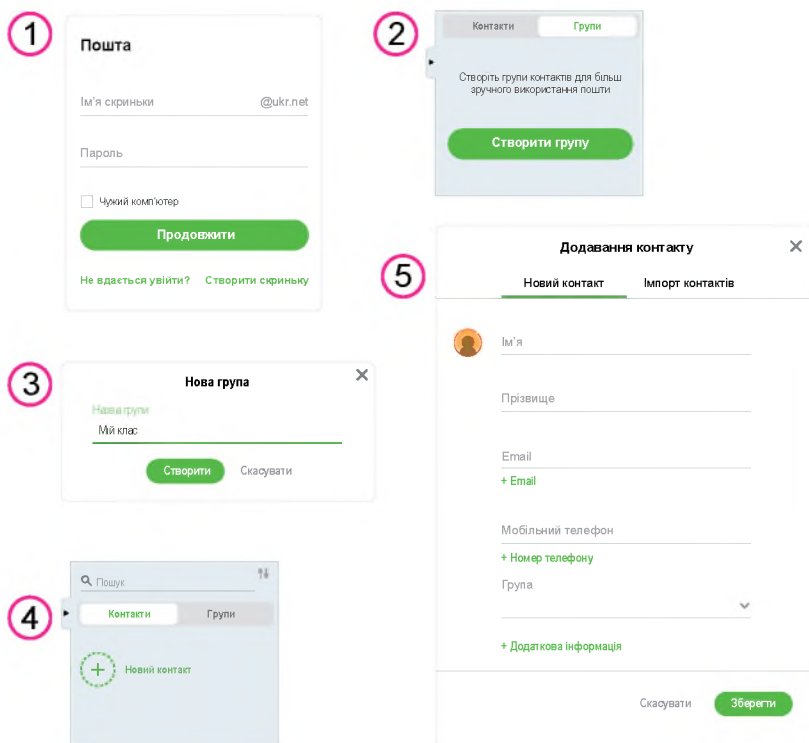 1
Пошта
Ім'я скриньки @ukr.net
Пароль
Чужий комп'ютер
Продовжити
Не вдається увійти? Створити скриньку
2
Контакти Групи
Створіть групи контактів для більш
зручного використання пошти
Створити групу
3
Нова група
Назва групи
Мій клас
Створити Скасувати
4
Пошук
Контакти Групи
Новий контакт
5
Додавання контакту
Новий контакт Імпорт контактів
Ім'я
Прізвище
Email
+ Email
Мобільний телефон
+ Номер телефону
Група
+ Додаткова інформація
Скасувати Зберегти